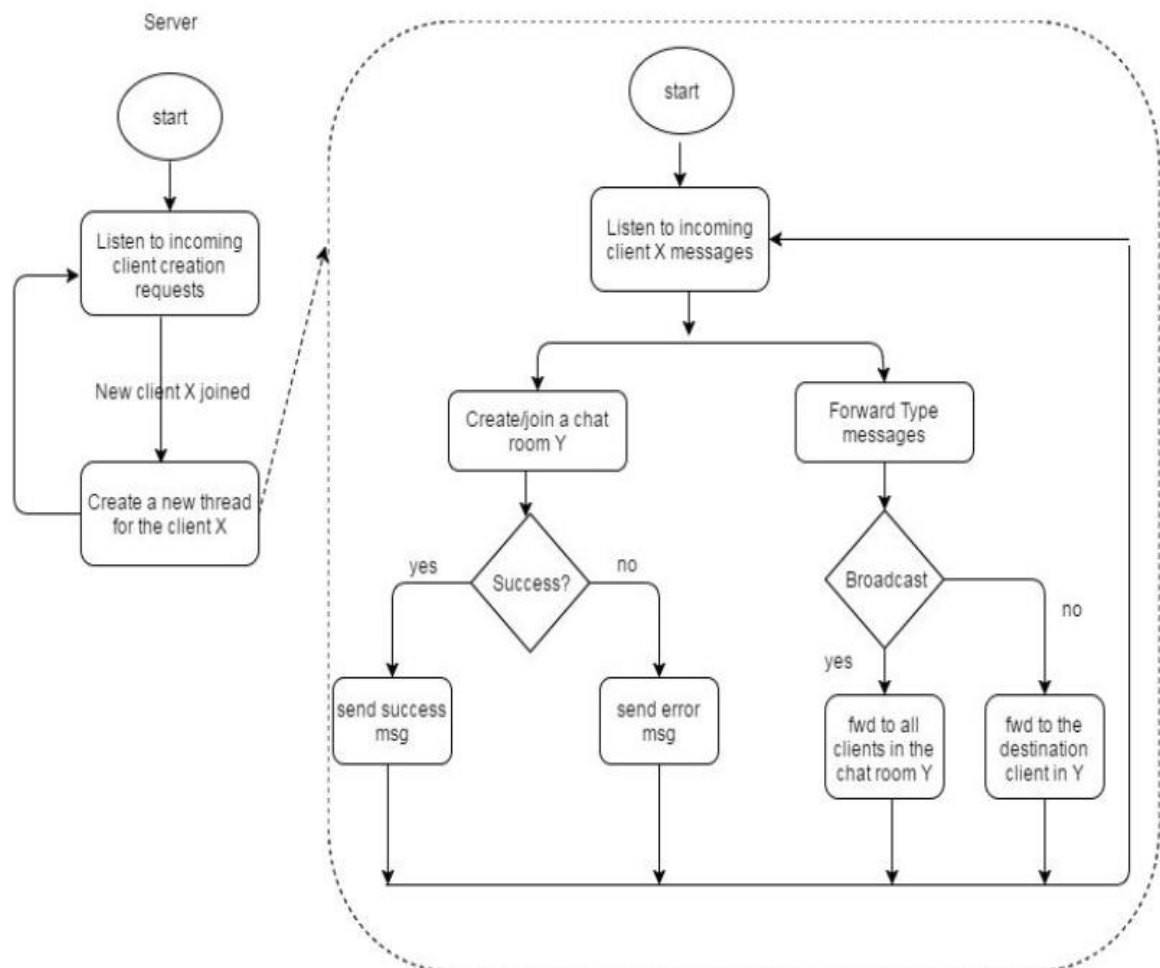 Server
start
Listen to incoming
client creation
requests
New client X joined
Create a new thread
for the client X
start
Listen to incoming
client X messages
Create/join a chat
room Y
Forward Type
messages
Success?
yes
no
Broadcast
yes
no
send success
msg
send error
msg
fwd to all
clients in the
chat room Y
fwd to the
destination
client in Y